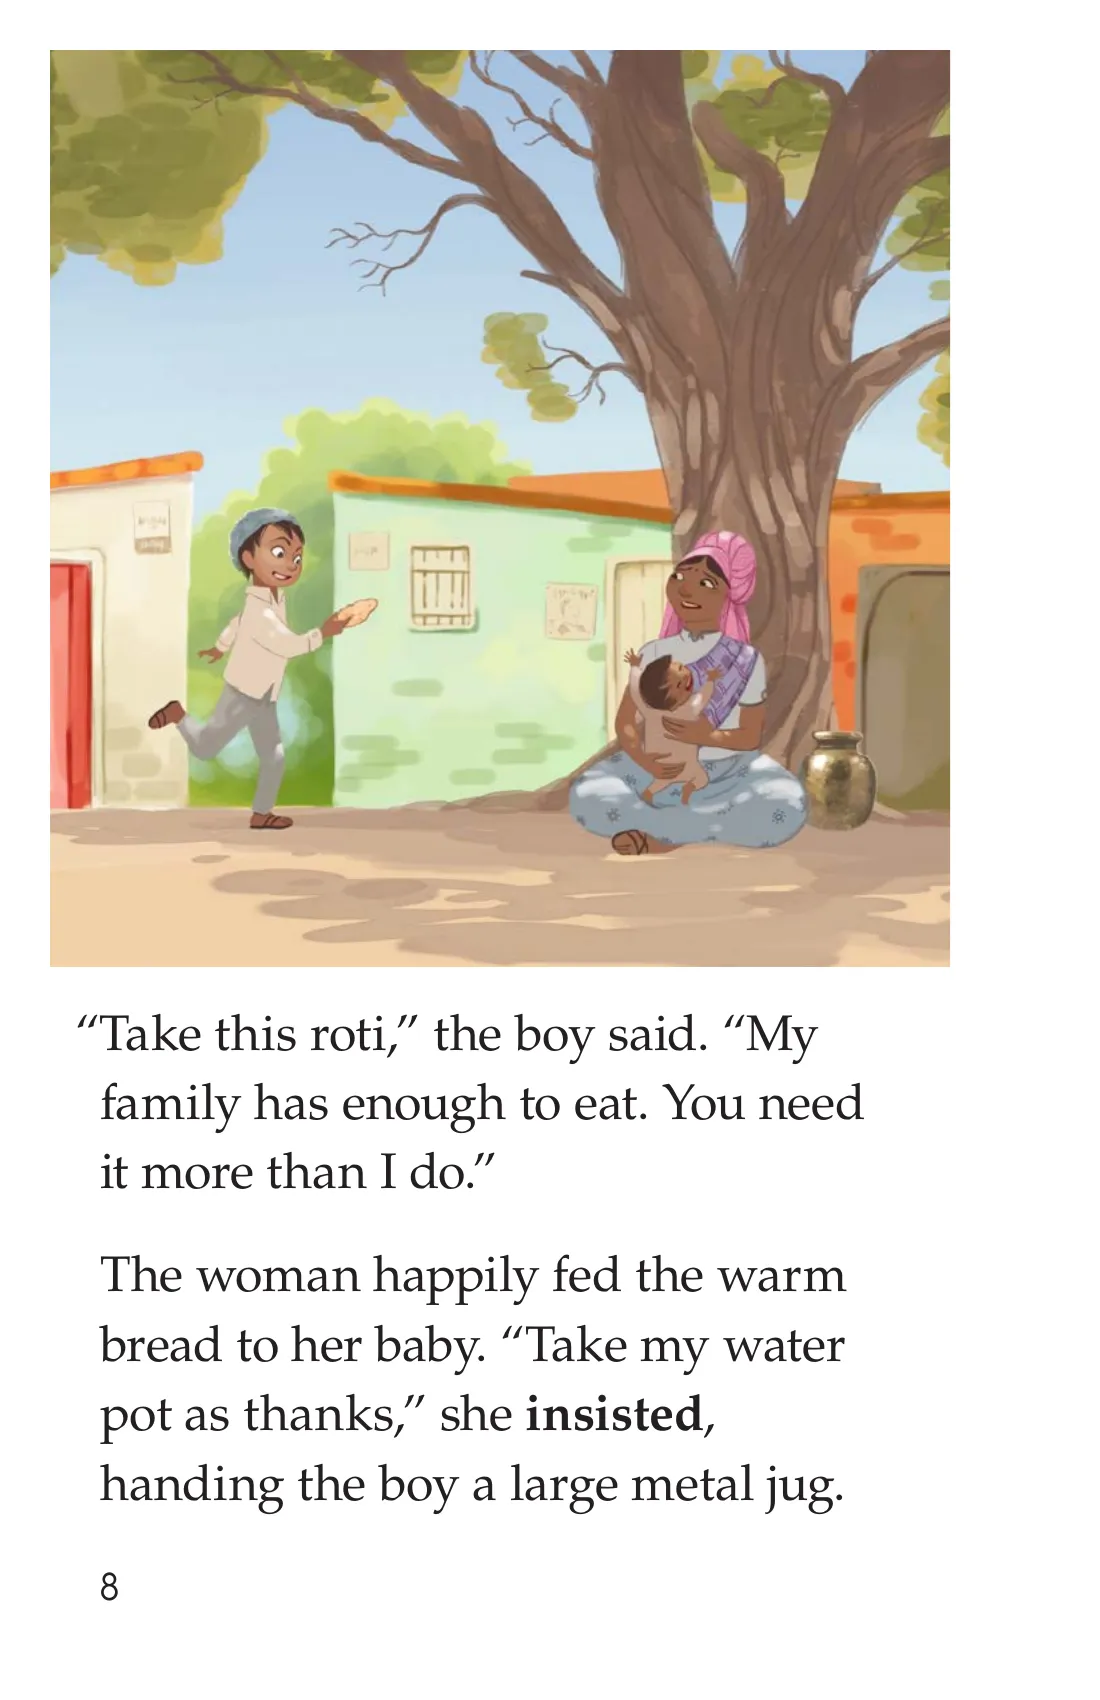 “Take this roti,” the boy said. “My
family has enough to eat. You need
it more than I do.”
The woman happily fed the warm
bread to her baby. “Take my water
pot as thanks,” she insisted,
handing the boy a large metal jug.
8